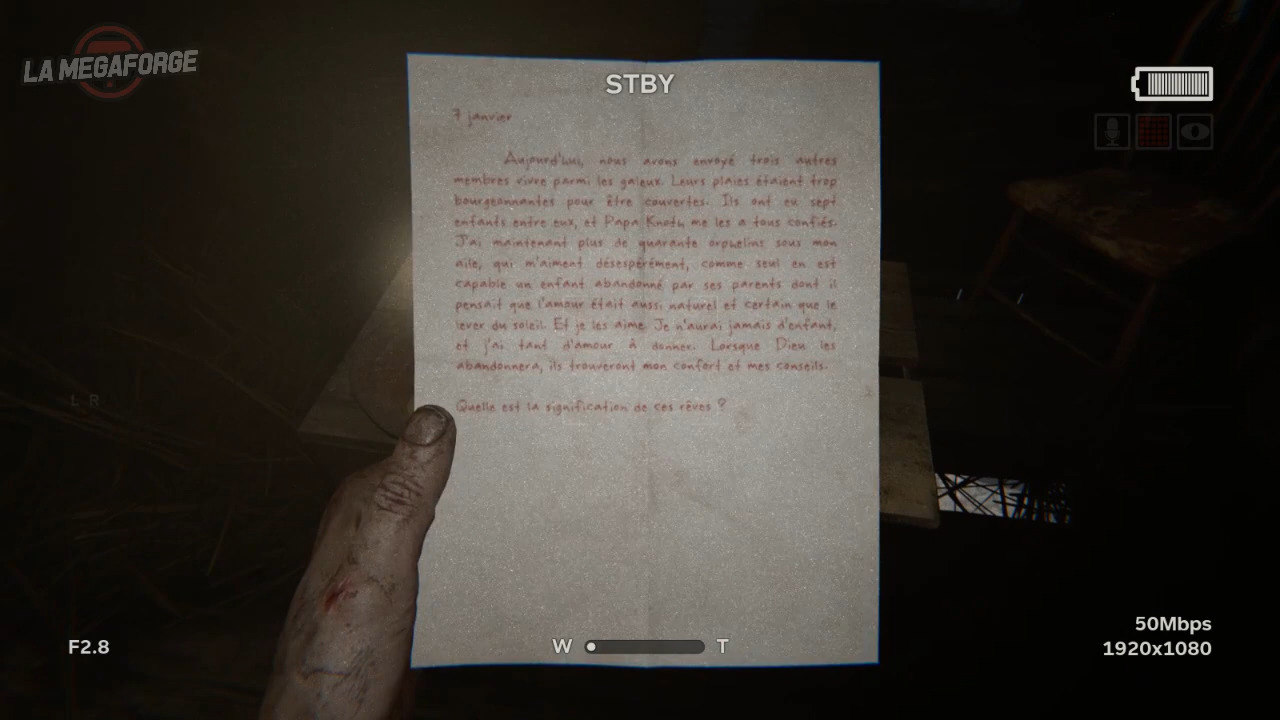 LA MEGAFORGE
STBY
7 janvier
Aujourd'hui, nous avons envoyé trois autres
membres vivre parmi les galeux. Leurs plaies étaient trop
bourgeonnantes pour être couvertes. Ils ont eu sept
enfants entre eux, et Papa Knoth me les a tous confiés.
J'ai maintenant plus de quarante orphelins sous mon
aile, qui m'aiment désespérément, comme seul en est
capable un enfant abandonné par ses parents dont il
pensait que l'amour était aussi naturel et certain que le
lever du soleil. Et je les aime. Je n'aurai jamais d'enfant,
et j'ai tant d'amour à donner. Lorsque Dieu les
abandonnera, ils trouveront mon confort et mes conseils.
Quelle est la signification de ces rêves ?
L R
F2.8
W T
50Mbps
1920x1080